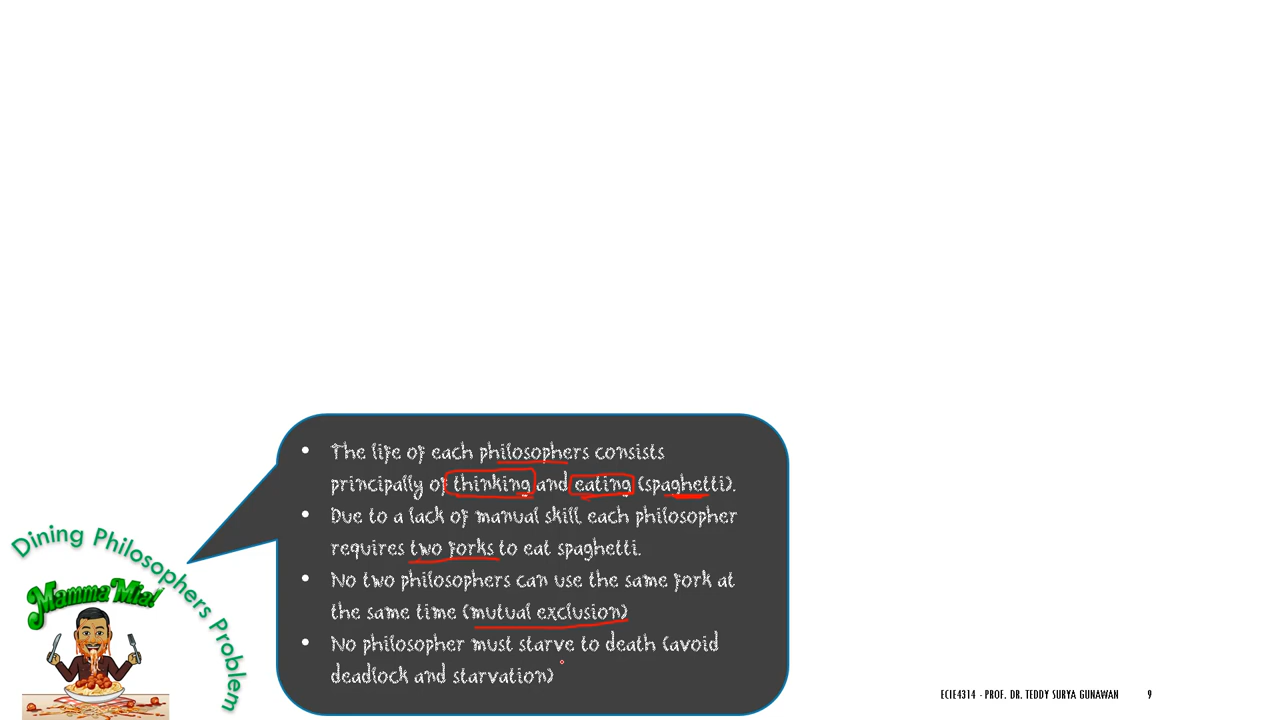 • The life of each philosophers consists
principally of thinking and eating (spaghetti).
• Due to a lack of manual skill, each philosopher
requires two forks to eat spaghetti.
• No two philosophers can use the same fork at
the same time (mutual exclusion)
• No philosopher must starve to death (avoid
deadlock and starvation)
Dining Philosophers Problem
Mamma Mia!
ECIE4314 - PROF. DR. TEDDY SURYA GUNAWAN 9